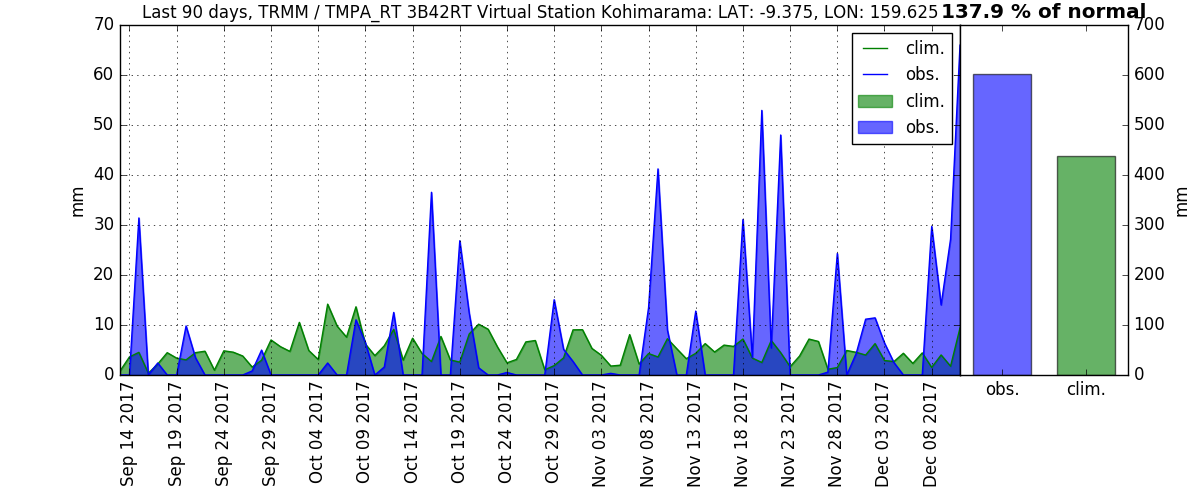 Last 90 days, TRMM / TMPA_RT 3B42RT Virtual Station Kohimarama: LAT: -9.375, LON: 159.625 137.9 % of normal
70
60
50
40
30
20
10
0
mm
clim.
obs.
clim.
obs.
700
600
500
400
300
200
100
0
mm
Sep 14 2017
Sep 19 2017
Sep 24 2017
Sep 29 2017
Oct 04 2017
Oct 09 2017
Oct 14 2017
Oct 19 2017
Oct 24 2017
Oct 29 2017
Nov 03 2017
Nov 08 2017
Nov 13 2017
Nov 18 2017
Nov 23 2017
Nov 28 2017
Dec 03 2017
Dec 08 2017
obs.
clim.